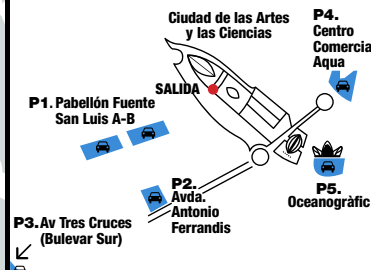 Ciudad de las Artes
y las Ciencias
P4.
Centro
Comercia
Aqua
SALIDA
P1. Pabellón Fuente
San Luis A-B
P2.
Avda.
Antonio
Ferrandis
P5.
Oceanogràfic
P3. Av Tres Cruces
(Bulevar Sur)